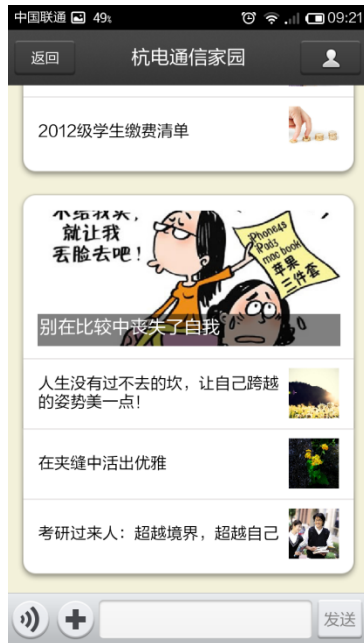 中国联通 49% 09:21
返回 杭电通信家园
2012级学生缴费清单
不给我买，
就让我
丢脸去吧！
iPhone4s
iPad3
mac book
苹果
三件套
别在比较中丧失了自我
人生没有过不去的坎，让自己跨越
的姿势美一点！
在夹缝中活出优雅
考研过来人：超越境界，超越自己
发送